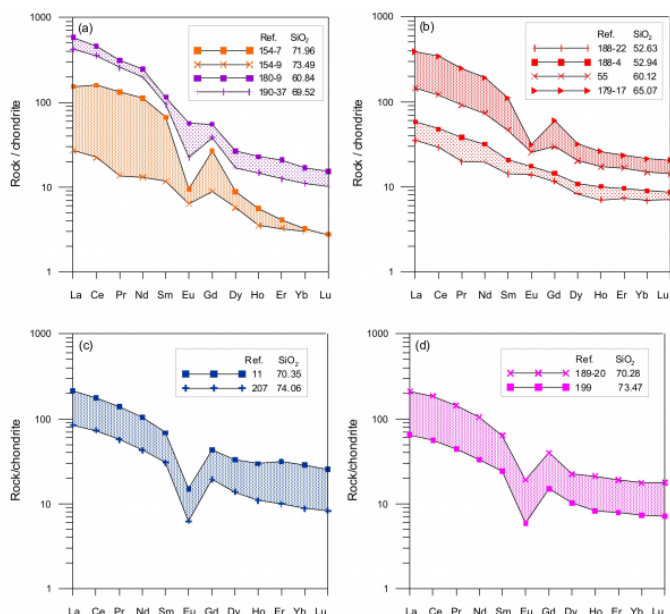 (a)
Ref. SiO2
154-7 71.96
154-9 73.49
180-9 60.84
190-37 69.52
1000
100
10
1
Rock / chondrite
La Ce Pr Nd Sm Eu Gd Dy Ho Er Yb Lu
(b)
Ref. SiO2
188-22 52.63
188-4 52.94
55 60.12
179-17 65.07
1000
100
10
1
Rock / chondrite
La Ce Pr Nd Sm Eu Gd Dy Ho Er Yb Lu
(c)
Ref. SiO2
11 70.35
207 74.06
1000
100
10
1
Rock/chondrite
La Ce Pr Nd Sm Eu Gd Dy Ho Er Yb Lu
(d)
Ref. SiO2
189-20 70.28
199 73.47
1000
100
10
1
Rock/chondrite
La Ce Pr Nd Sm Eu Gd Dy Ho Er Yb Lu